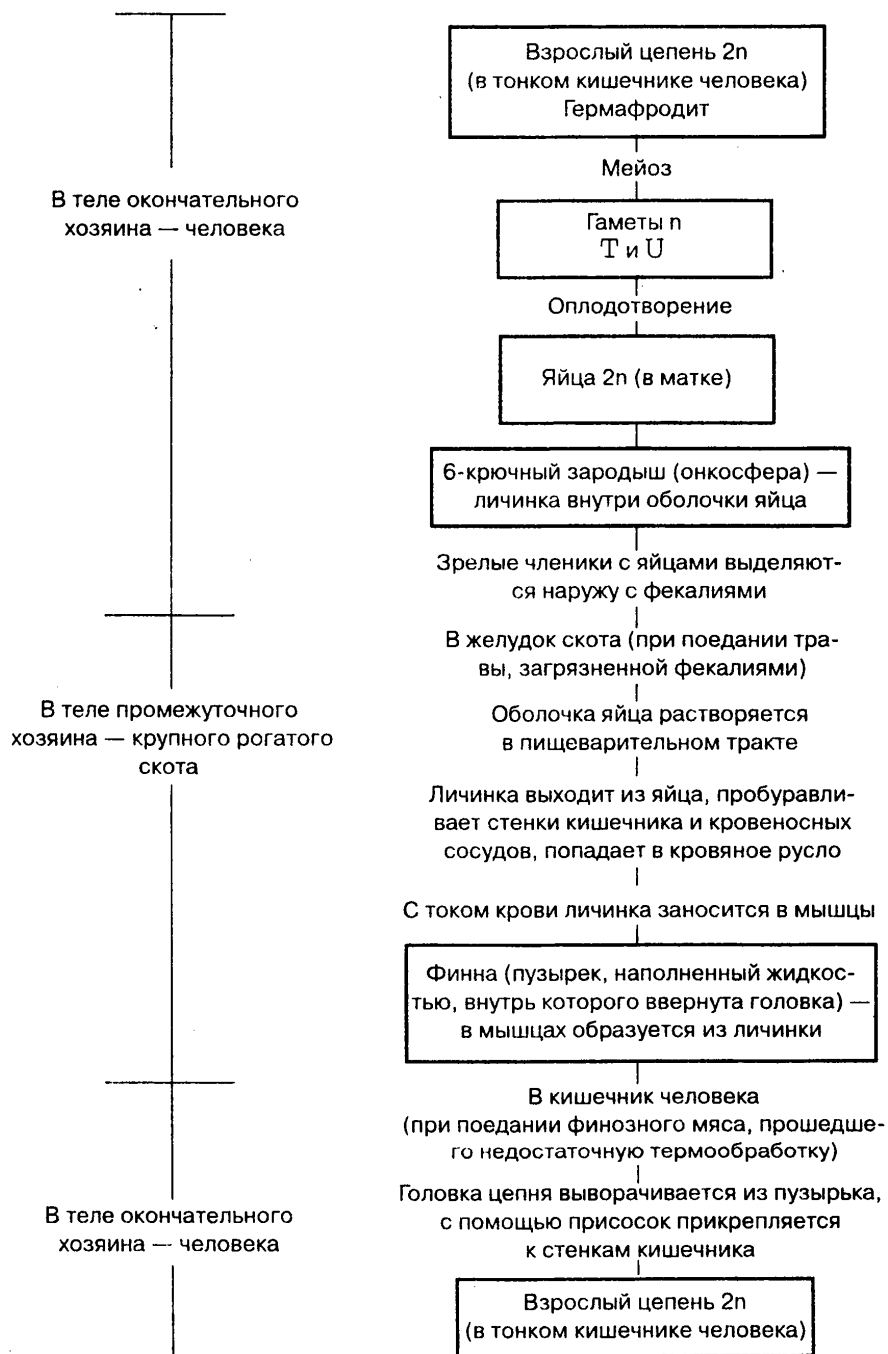 Взрослый цепень 2n
(в тонком кишечнике человека)
Гермафродит
Мейоз
В теле окончательного
хозяина — человека
Гаметы n
T и U
Оплодотворение
Яйца 2n (в матке)
6-крючный зародыш (онкосфера) —
личинка внутри оболочки яйца
Зрелые членики с яйцами выделяют-
ся наружу с фекалиями
В желудок скота (при поедании тра-
вы, загрязненной фекалиями)
В теле промежуточного
хозяина — крупного рогатого
скота
Оболочка яйца растворяется
в пищеварительном тракте
Личинка выходит из яйца, пробуравли-
вает стенки кишечника и кровеносных
сосудов, попадает в кровяное русло
С током крови личинка заносится в мышцы
Финна (пузырек, наполненный жидкос-
тью, внутрь которого ввернута головка) —
в мышцах образуется из личинки
В кишечник человека
(при поедании финозного мяса, прошедше-
го недостаточную термообработку)
В теле окончательного
хозяина — человека
Головка цепня выворачивается из пузырька,
с помощью присосок прикрепляется
к стенкам кишечника
Взрослый цепень 2n
(в тонком кишечнике человека)